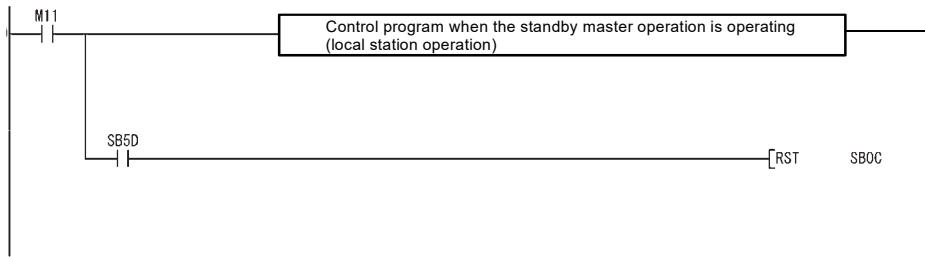 M11
Control program when the standby master operation is operating
(local station operation)
SB5D
RST SB0C